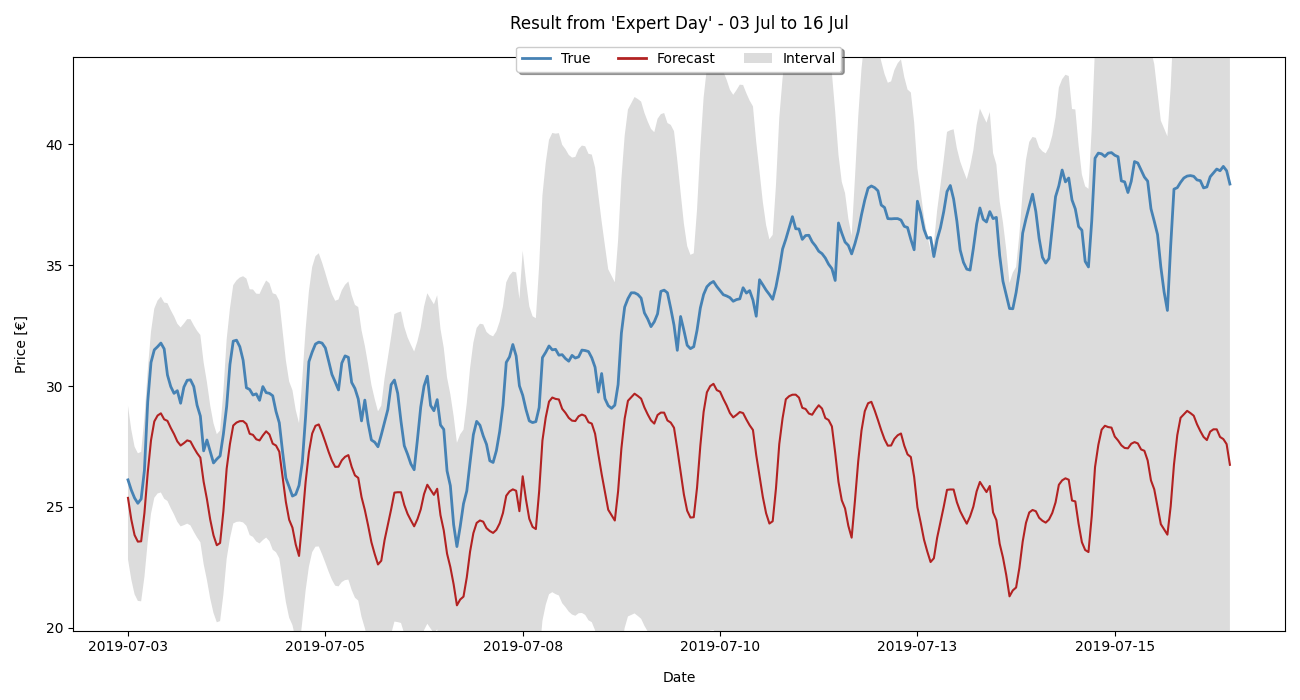 Result from 'Expert Day' - 03 Jul to 16 Jul
True Forecast Interval
40
35
30
25
20
Price [€]
2019-07-03 2019-07-05 2019-07-08 2019-07-10 2019-07-13 2019-07-15
Date